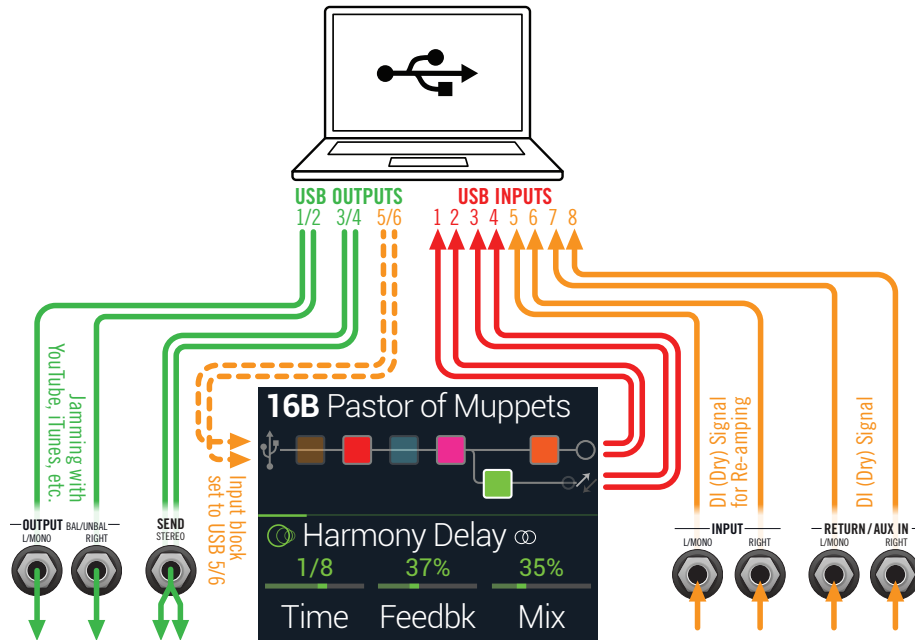 USB OUTPUTS
1/2 3/4 5/6
USB INPUTS
1 2 3 4 5 6 7 8
Jamming with
YouTube, iTunes, etc.
Input block
set to USB 5/6
16B Pastor of Muppets
Harmony Delay
1/8 37% 35%
Time Feedbk Mix
DI (Dry) Signal
for Re-amping
DI (Dry) Signal
OUTPUT BAL/UNBAL
L/MONO RIGHT
SEND
STEREO
INPUT
L/MONO RIGHT
RETURN/AUX IN
L/MONO RIGHT